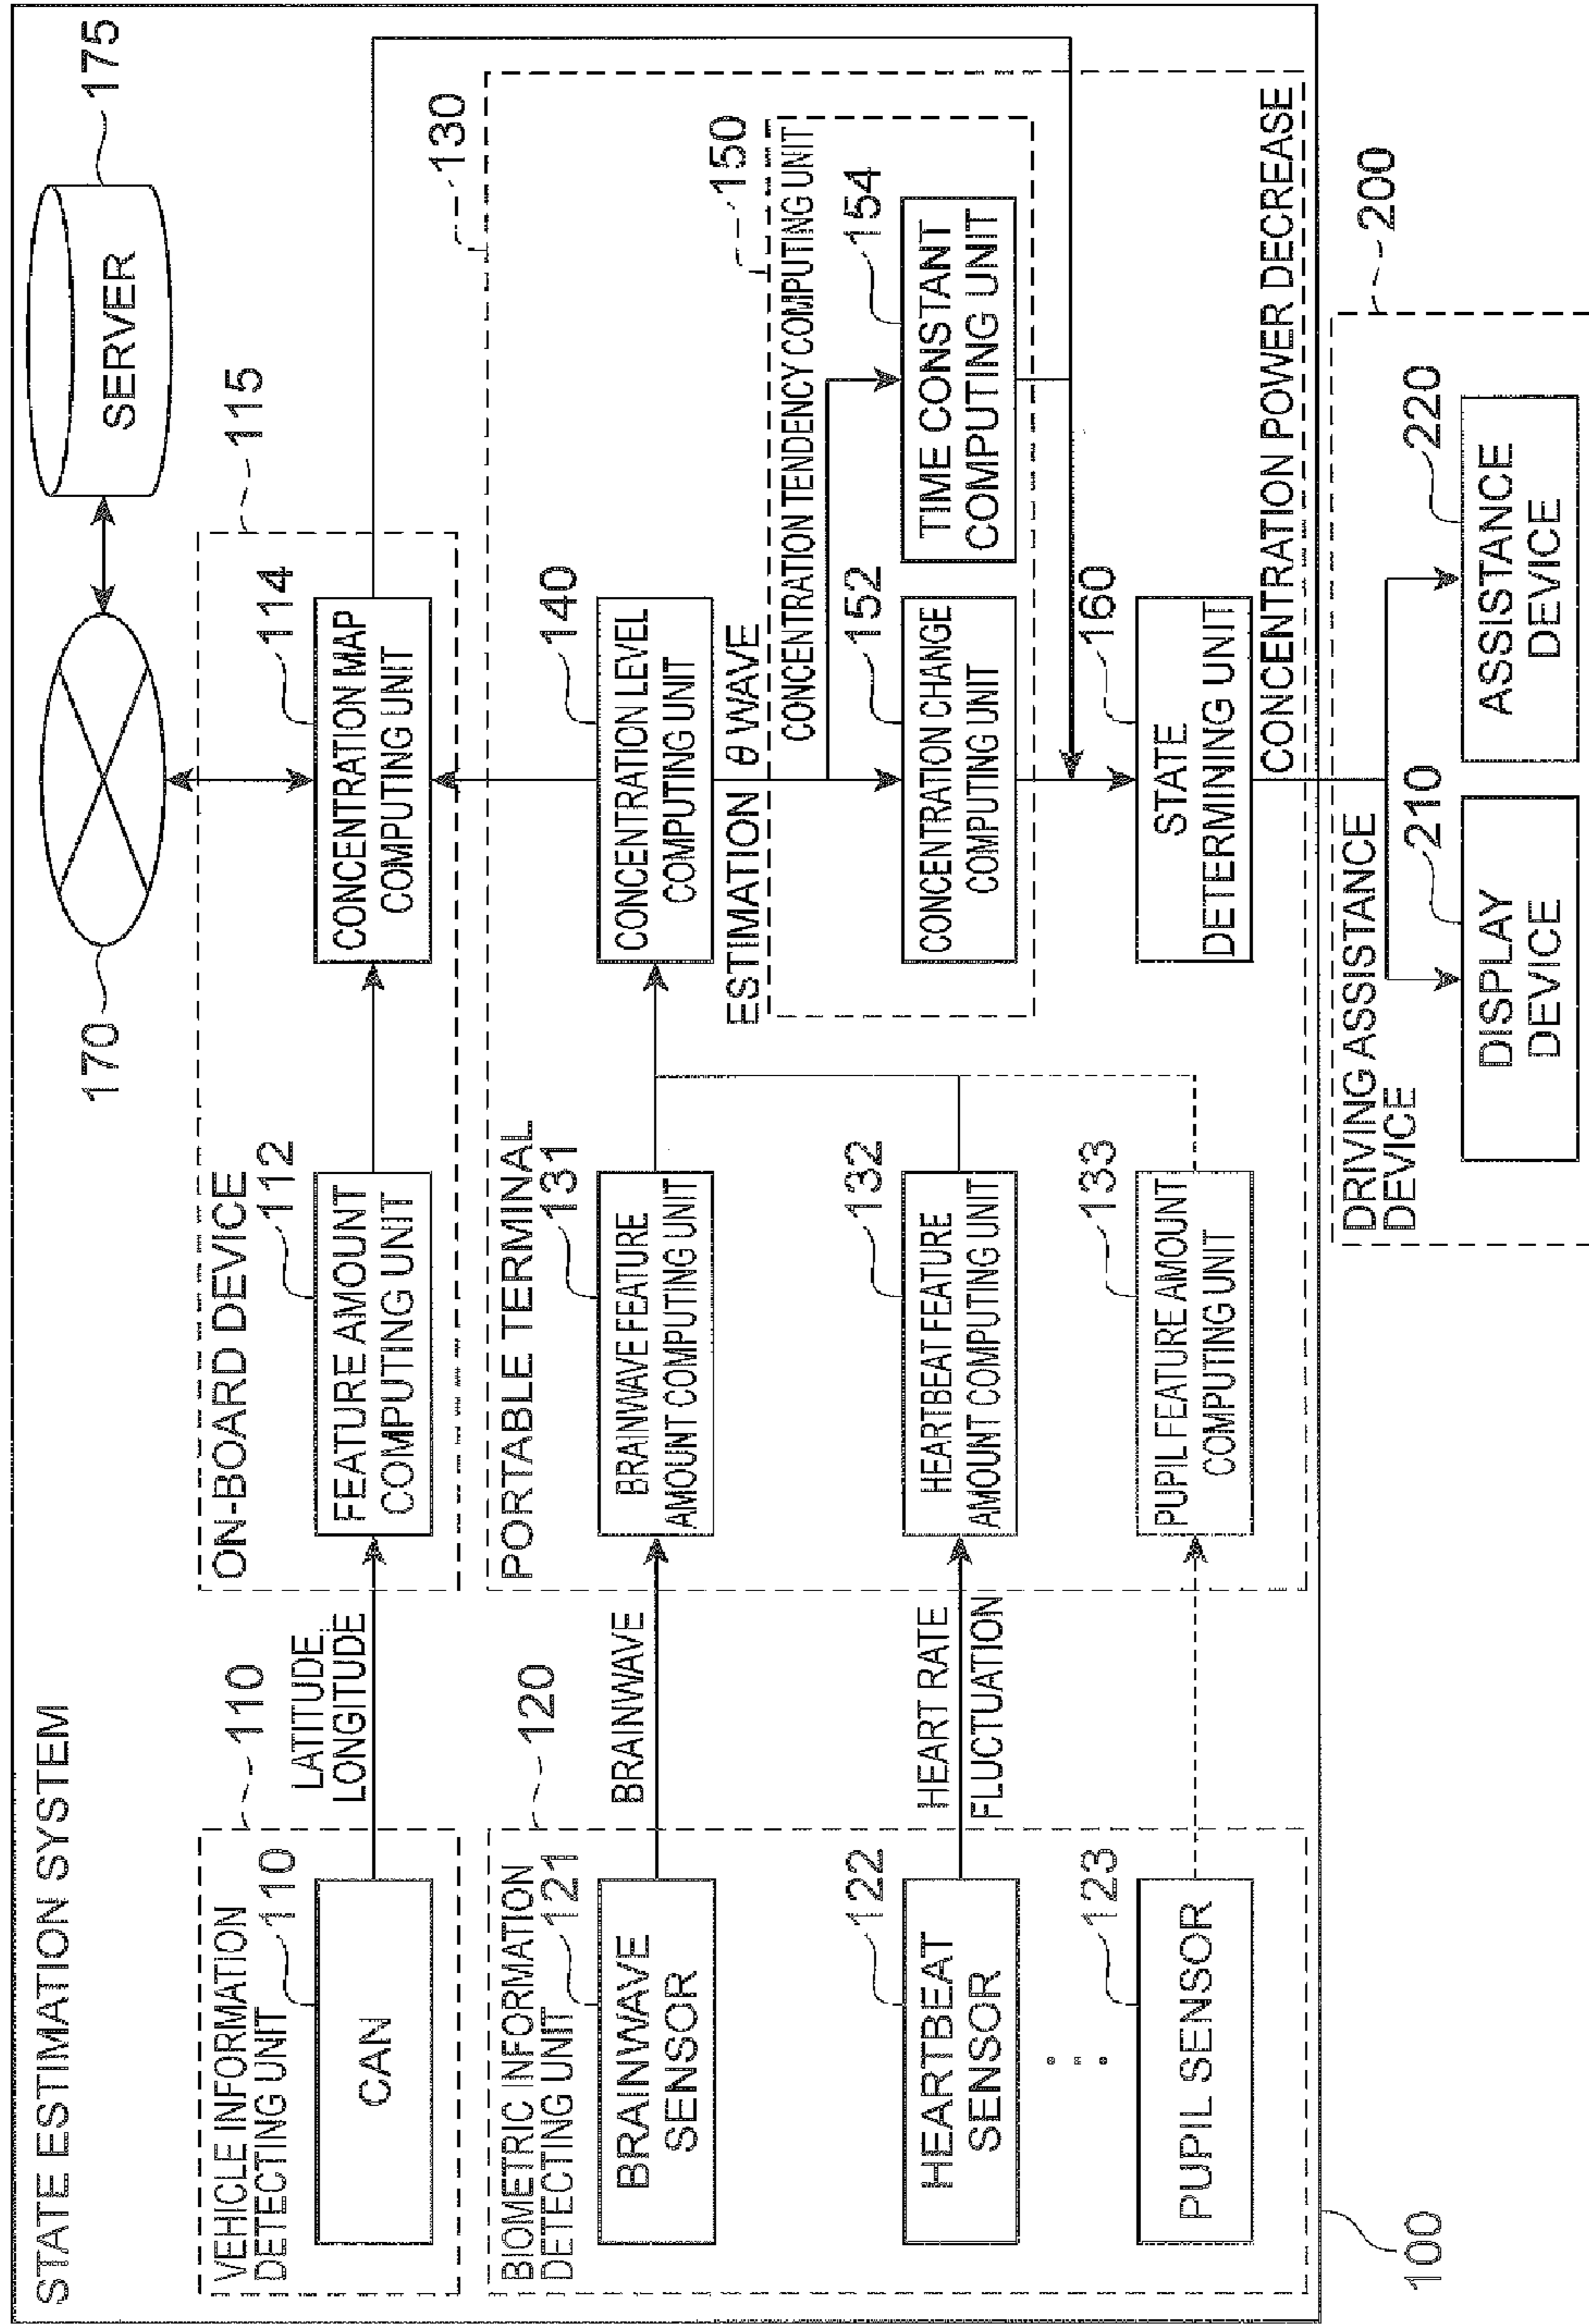 STATE ESTIMATION SYSTEM
170
SERVER
175
VEHICLE INFORMATION
DETECTING UNIT
110
110
CAN
LATITUDE,
LONGITUDE
ON-BOARD DEVICE
112
FEATURE AMOUNT
COMPUTING UNIT
114
115
CONCENTRATION MAP
COMPUTING UNIT
BIOMETRIC INFORMATION
DETECTING UNIT
120
121
BRAINWAVE
SENSOR
BRAINWAVE
122
HEARTBEAT
SENSOR
HEART RATE
FLUCTUATION
123
PUPIL SENSOR
PORTABLE TERMINAL
130
131
BRAINWAVE FEATURE
AMOUNT COMPUTING UNIT
132
HEARTBEAT FEATURE
AMOUNT COMPUTING UNIT
133
PUPIL FEATURE AMOUNT
COMPUTING UNIT
140
CONCENTRATION LEVEL
COMPUTING UNIT
ESTIMATION θ WAVE
CONCENTRATION TENDENCY COMPUTING UNIT
150
152
CONCENTRATION CHANGE
COMPUTING UNIT
154
TIME CONSTANT
COMPUTING UNIT
160
STATE
DETERMINING UNIT
CONCENTRATION POWER DECREASE
100
DRIVING ASSISTANCE
DEVICE
200
210
DISPLAY
DEVICE
220
ASSISTANCE
DEVICE